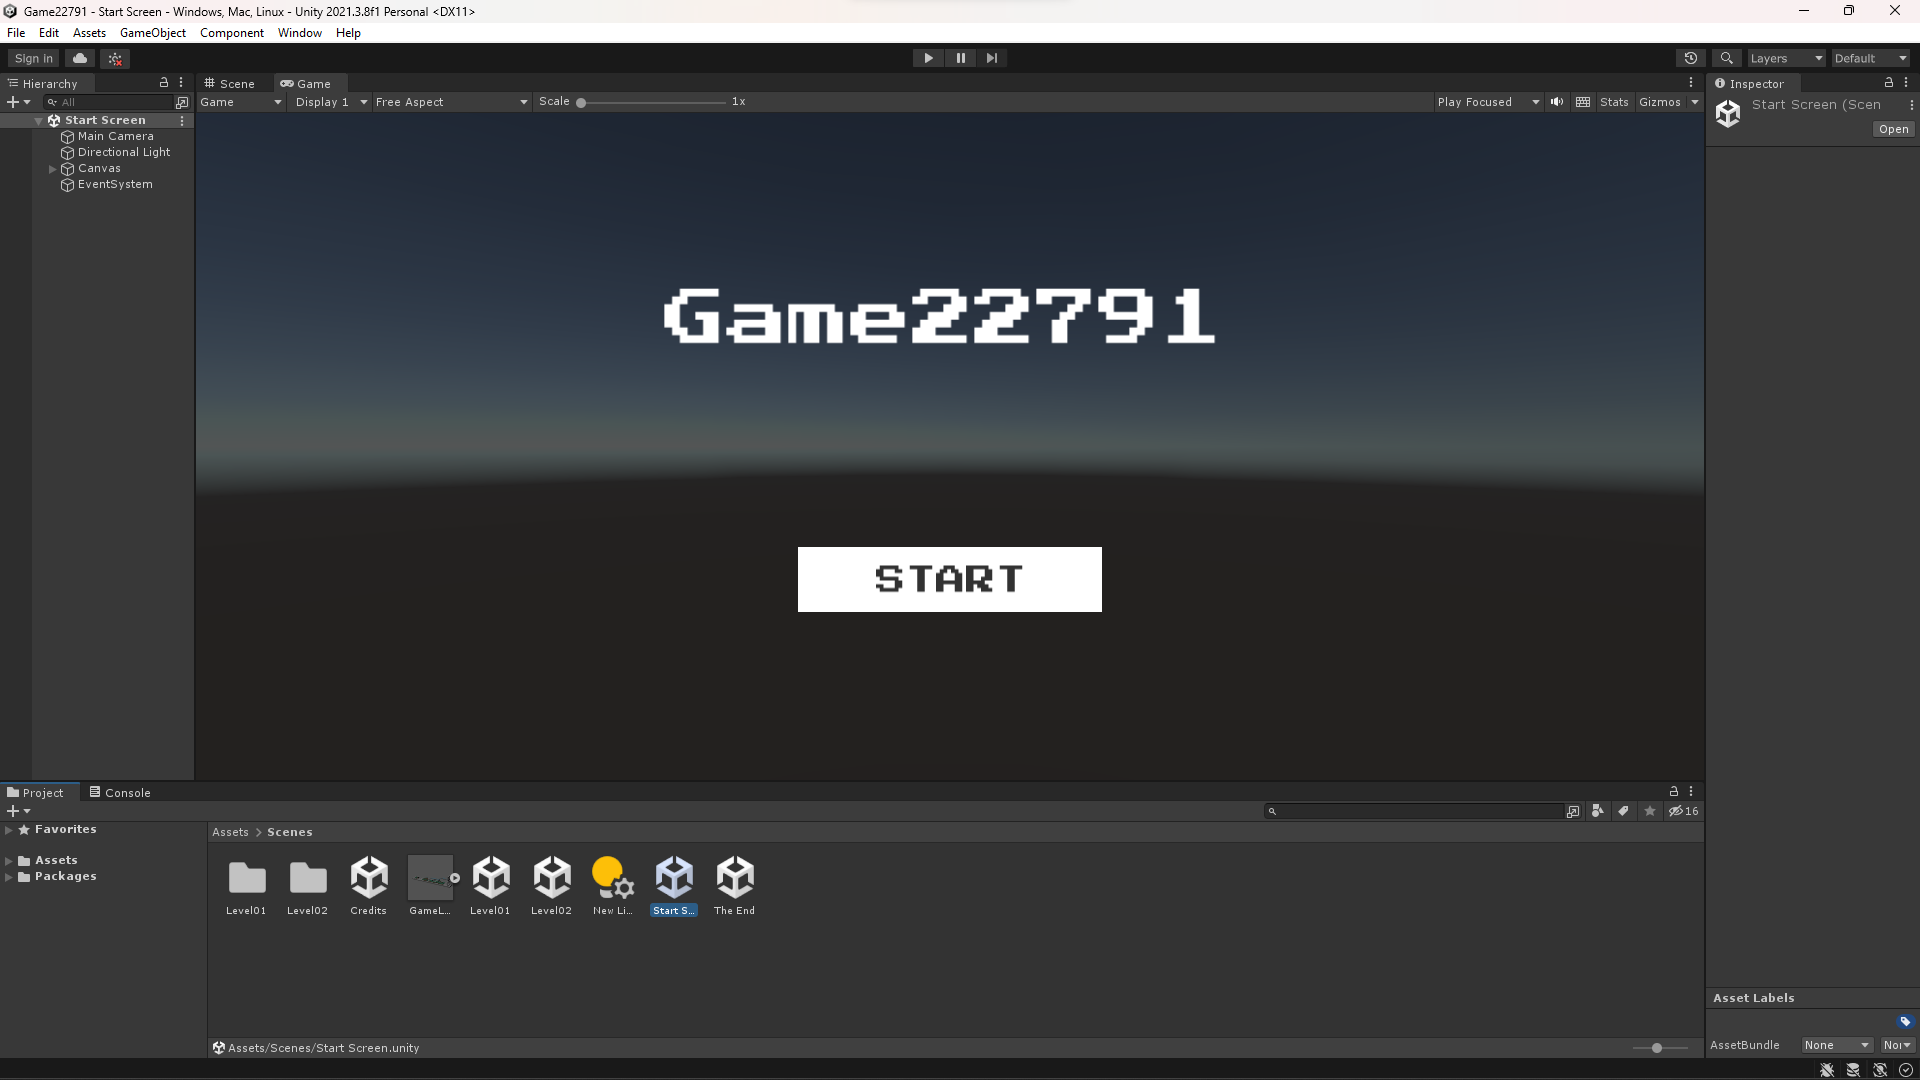 Game22791 - Start Screen - Windows, Mac, Linux - Unity 2021.3.8f1 Personal <DX11>
File Edit Assets GameObject Component Window Help
Sign in Layers Default
Hierarchy
All
Start Screen
Main Camera
Directional Light
Canvas
EventSystem
Scene Game
Game Display 1 Free Aspect Scale 1x Play Focused Stats Gizmos
Game22791
START
Inspector
Start Screen (Scen
Open
Project Console
16
Favorites
Assets
Packages
Assets > Scenes
Level01 Level02 Credits GameL... Level01 Level02 New Li... Start S... The End
Assets/Scenes/Start Screen.unity
Asset Labels
AssetBundle None Nor